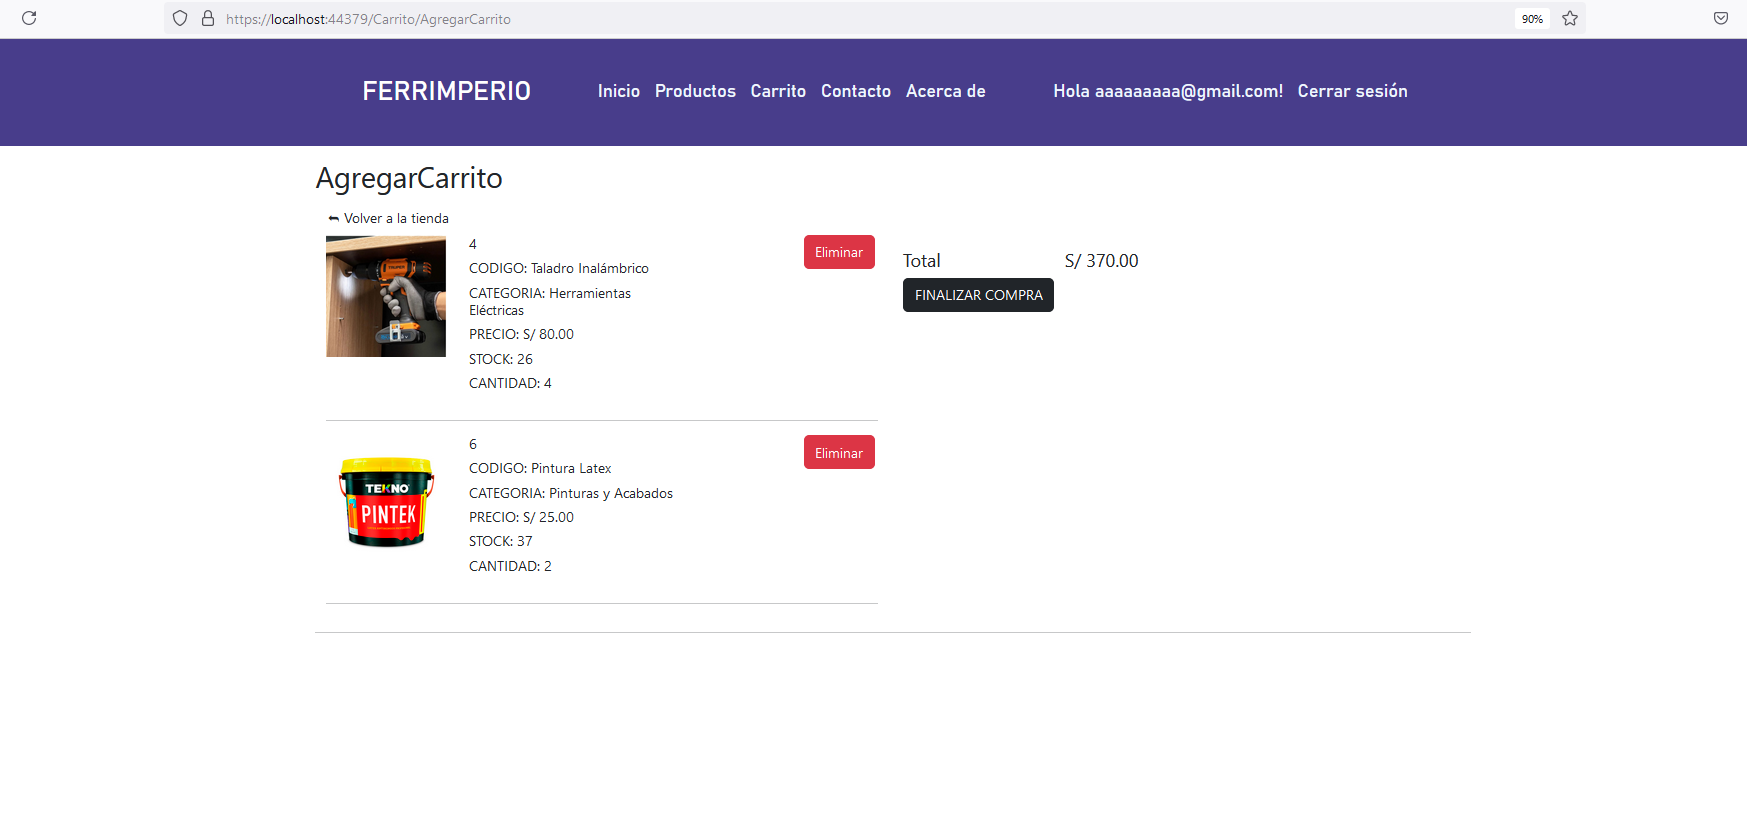 https://localhost:44379/Carrito/AgregarCarrito
90%
FERRIMPERIO
Inicio Productos Carrito Contacto Acerca de
Hola aaaaaaaaa@gmail.com! Cerrar sesión
AgregarCarrito
Volver a la tienda
4
Eliminar
CODIGO: Taladro Inalámbrico
CATEGORIA: Herramientas
Eléctricas
PRECIO: S/ 80.00
STOCK: 26
CANTIDAD: 4
Total S/ 370.00
FINALIZAR COMPRA
6
Eliminar
CODIGO: Pintura Latex
CATEGORIA: Pinturas y Acabados
PRECIO: S/ 25.00
STOCK: 37
CANTIDAD: 2
TEKNO
PINTEK